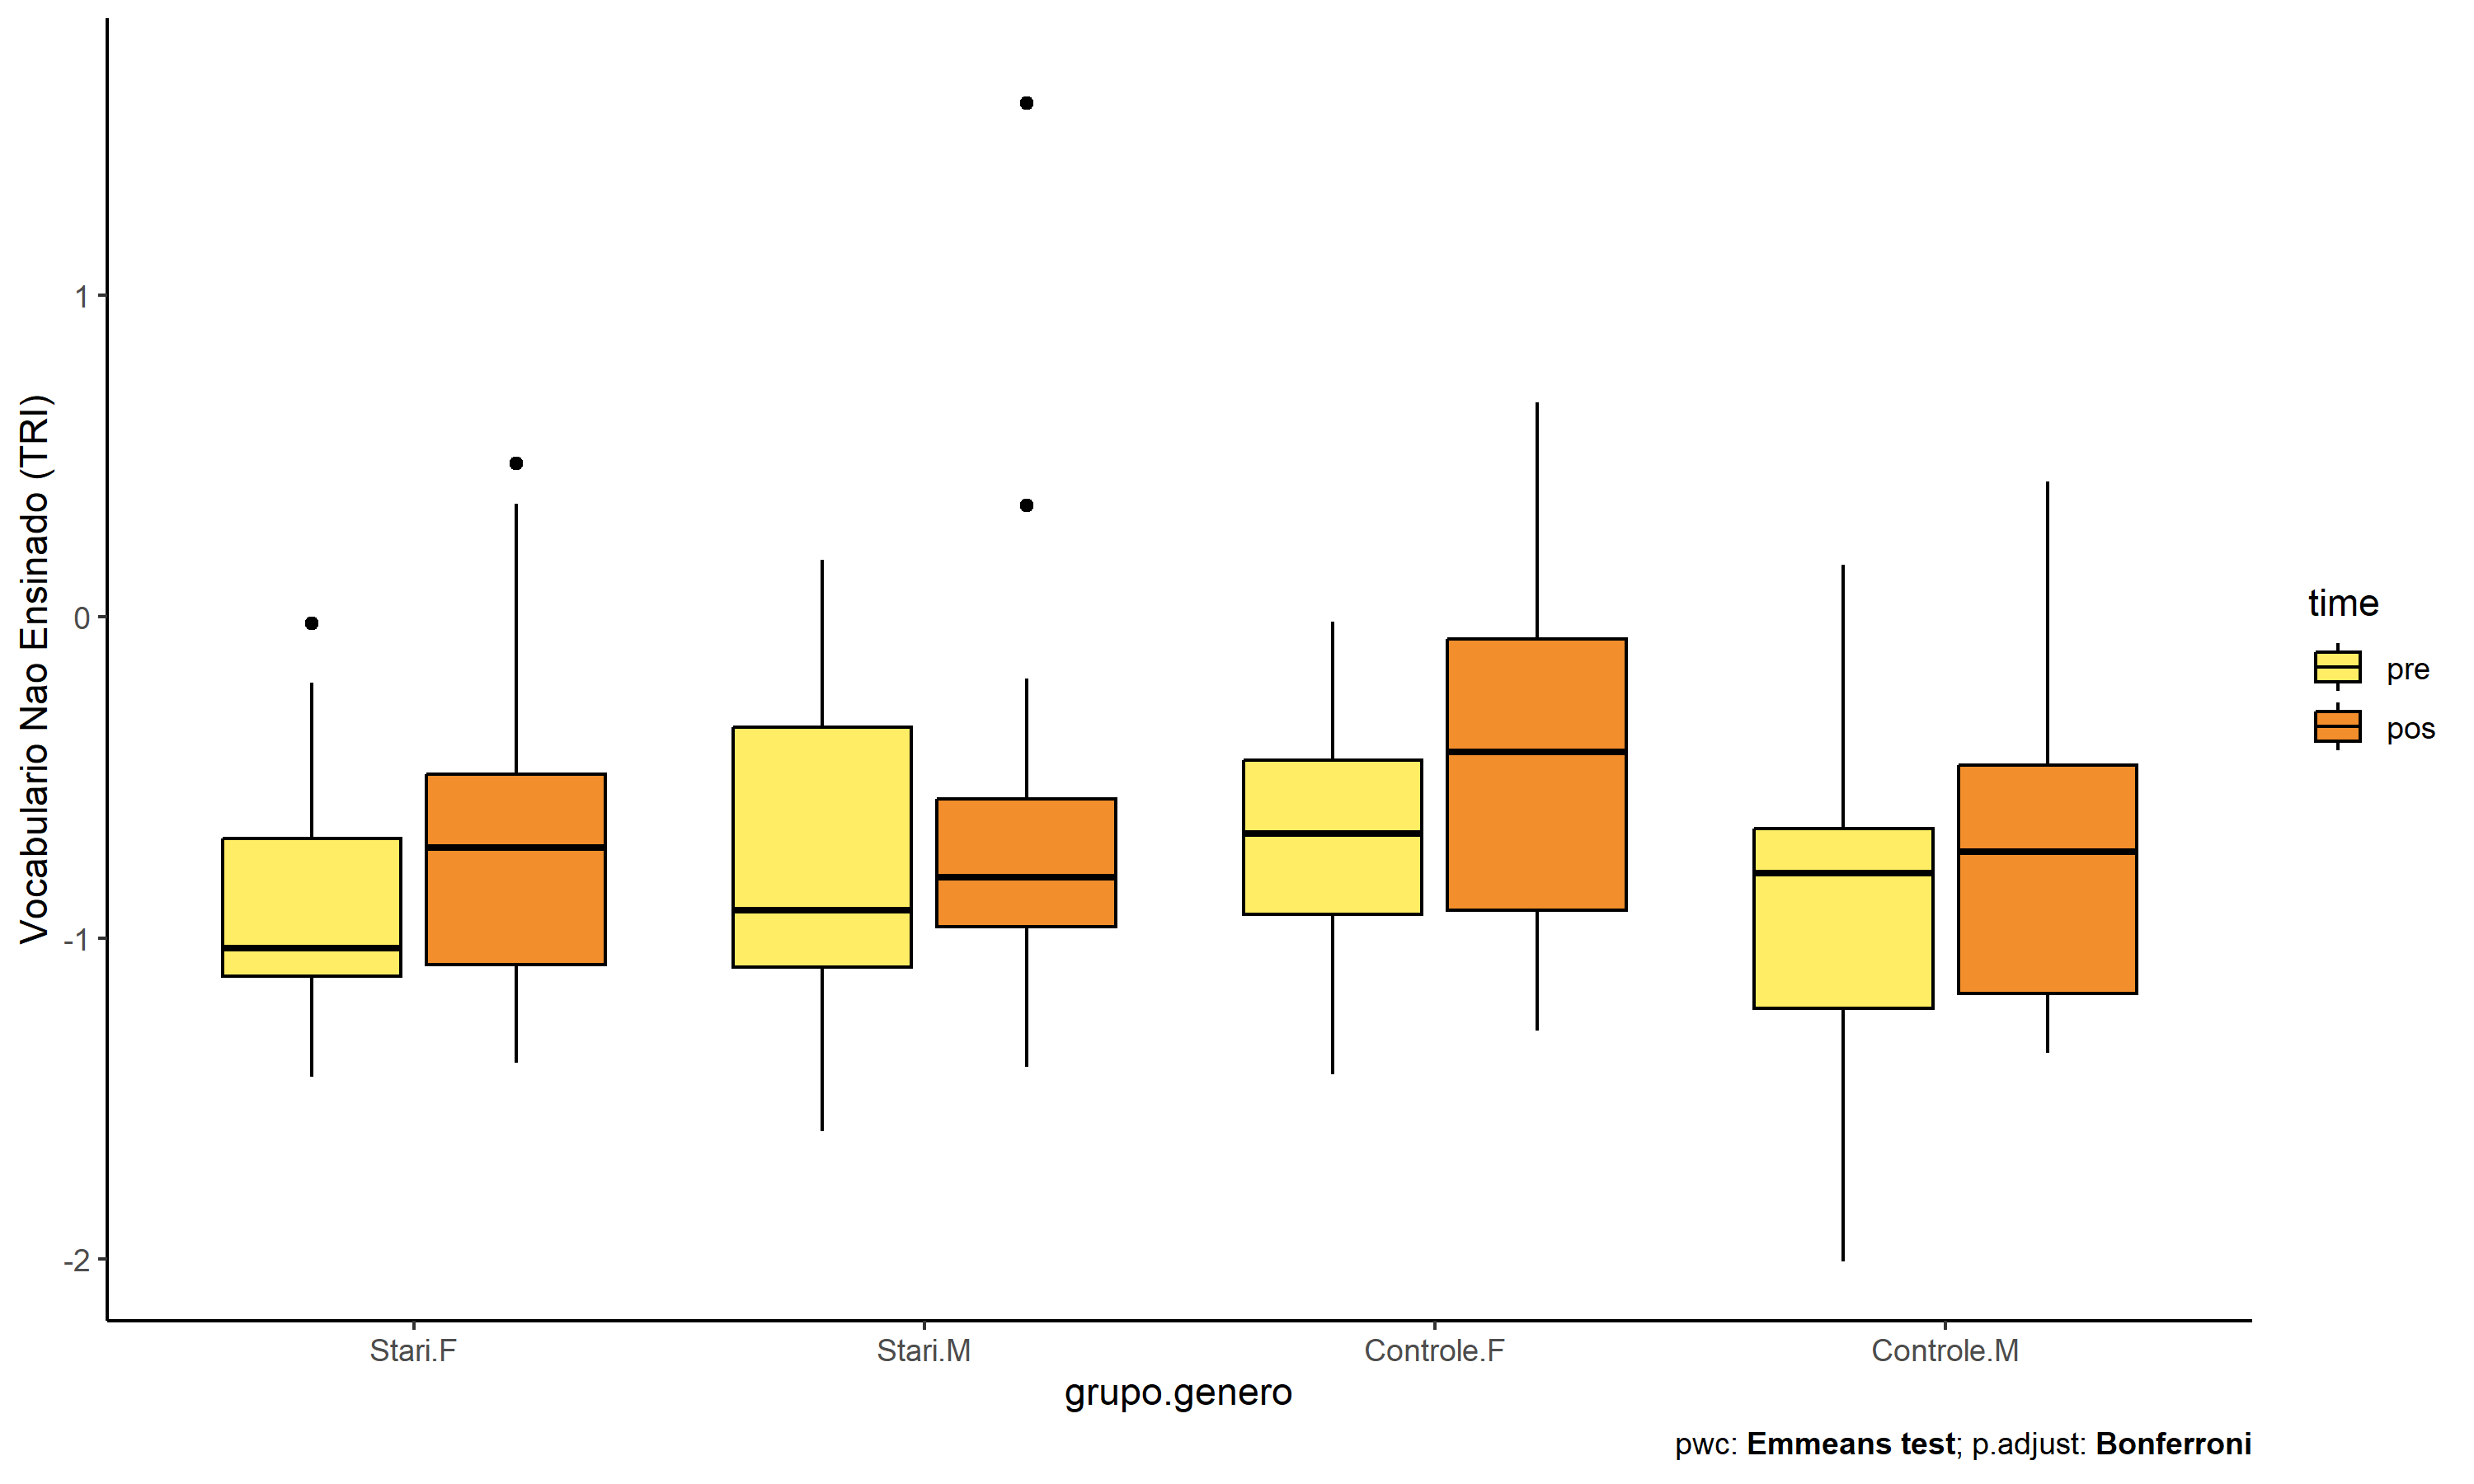 Vocabulario Nao Ensinado (TRI)
1
0
-1
-2
Stari.F
Stari.M
Controle.F
Controle.M
grupo.genero
time
pre
pos
pwc: Emmeans test; p.adjust: Bonferroni